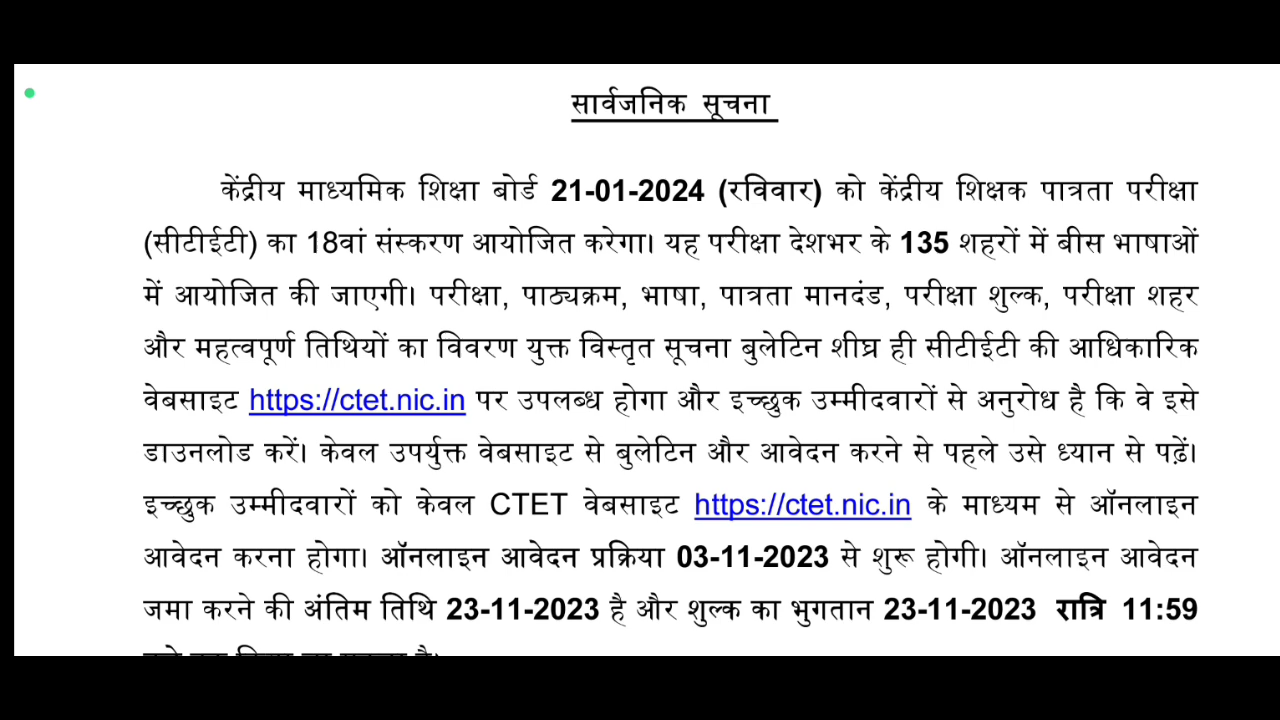 सार्वजनिक सूचना
केंद्रीय माध्यमिक शिक्षा बोर्ड 21-01-2024 (रविवार) को केंद्रीय शिक्षक पात्रता परीक्षा
(सीटीईटी) का 18वां संस्करण आयोजित करेगा। यह परीक्षा देशभर के 135 शहरों में बीस भाषाओं
में आयोजित की जाएगी। परीक्षा, पाठ्यक्रम, भाषा, पात्रता मानदंड, परीक्षा शुल्क, परीक्षा शहर
और महत्वपूर्ण तिथियों का विवरण युक्त विस्तृत सूचना बुलेटिन शीघ्र ही सीटीईटी की आधिकारिक
वेबसाइट https://ctet.nic.in पर उपलब्ध होगा और इच्छुक उम्मीदवारों से अनुरोध है कि वे इसे
डाउनलोड करें। केवल उपर्युक्त वेबसाइट से बुलेटिन और आवेदन करने से पहले उसे ध्यान से पढ़ें।
इच्छुक उम्मीदवारों को केवल CTET वेबसाइट https://ctet.nic.in के माध्यम से ऑनलाइन
आवेदन करना होगा। ऑनलाइन आवेदन प्रक्रिया 03-11-2023 से शुरू होगी। ऑनलाइन आवेदन
जमा करने की अंतिम तिथि 23-11-2023 है और शुल्क का भुगतान 23-11-2023 रात्रि 11:59